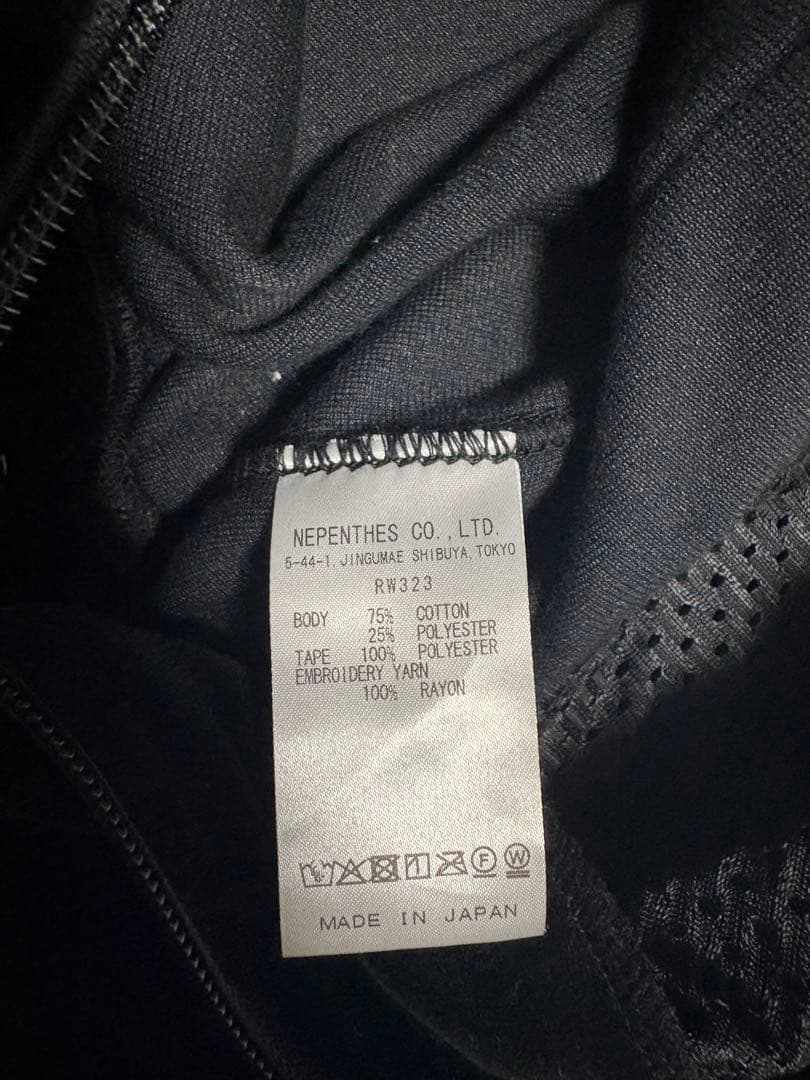 NEPENTHES CO.,LTD.
5-44-1, JINGUMAE SHIBUYA, TOKYO
RW323
BODY 75% COTTON
25% POLYESTER
TAPE 100% POLYESTER
EMBROIDERY YARN
100% RAYON
F W
MADE IN JAPAN